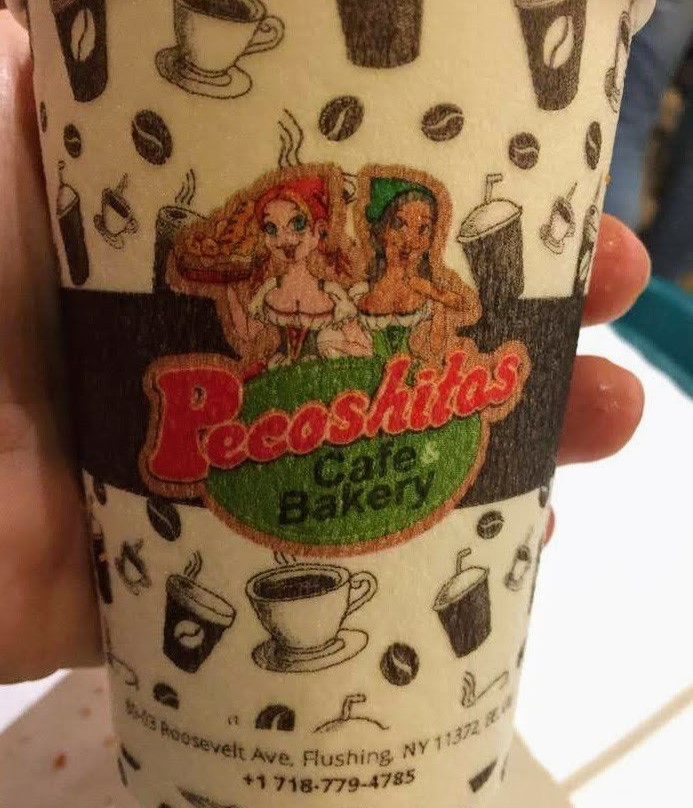 Pecoshitas
Cafe &
Bakery
Roosevelt Ave, Flushing, NY 11372,
+1 718-779-4785